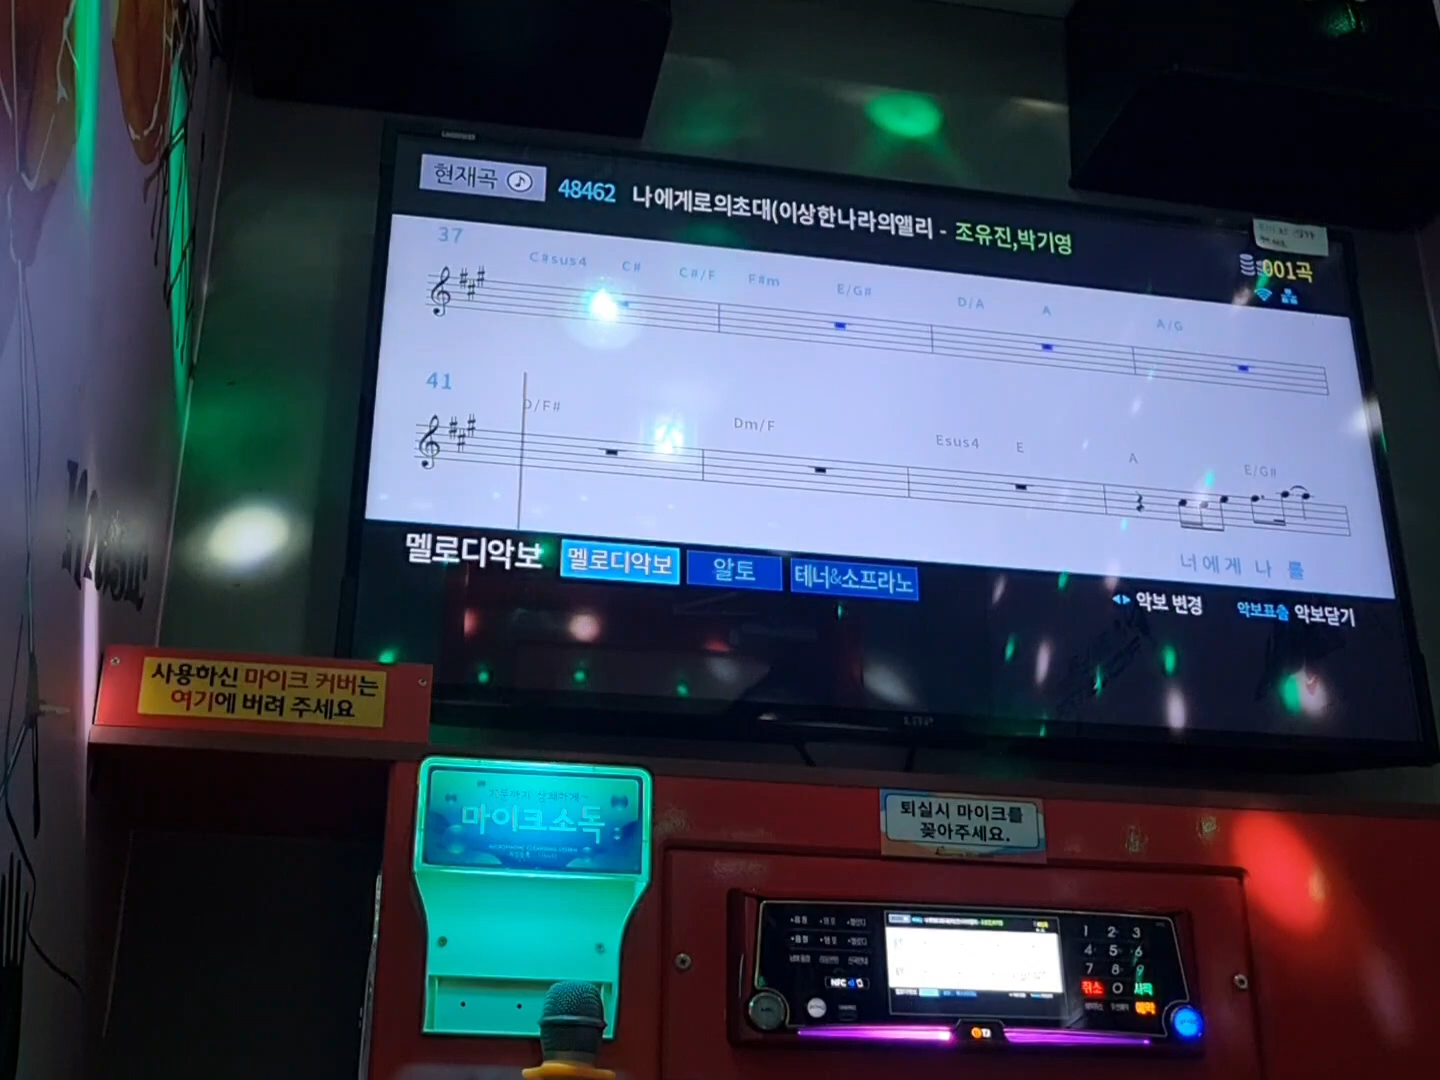 현재곡 48462 나에게로의초대(이상한나라의앨리 - 조유진,박기영
001곡
37
C#sus4 C# C#/F F#m E/G# D/A A A/G
41
D/F# Dm/F Esus4 E A E/G#
너에게 나 를
멜로디악보 멜로디악보 알토 테너&소프라노
악보 변경 악보표출 악보닫기
사용하신 마이크 커버는
여기에 버려 주세요
마이크소독
퇴실시 마이크를
꽂아주세요.
Music
NFC
1 2 3
4 5 6
7 8 9
취소 0 시작
예약
T3